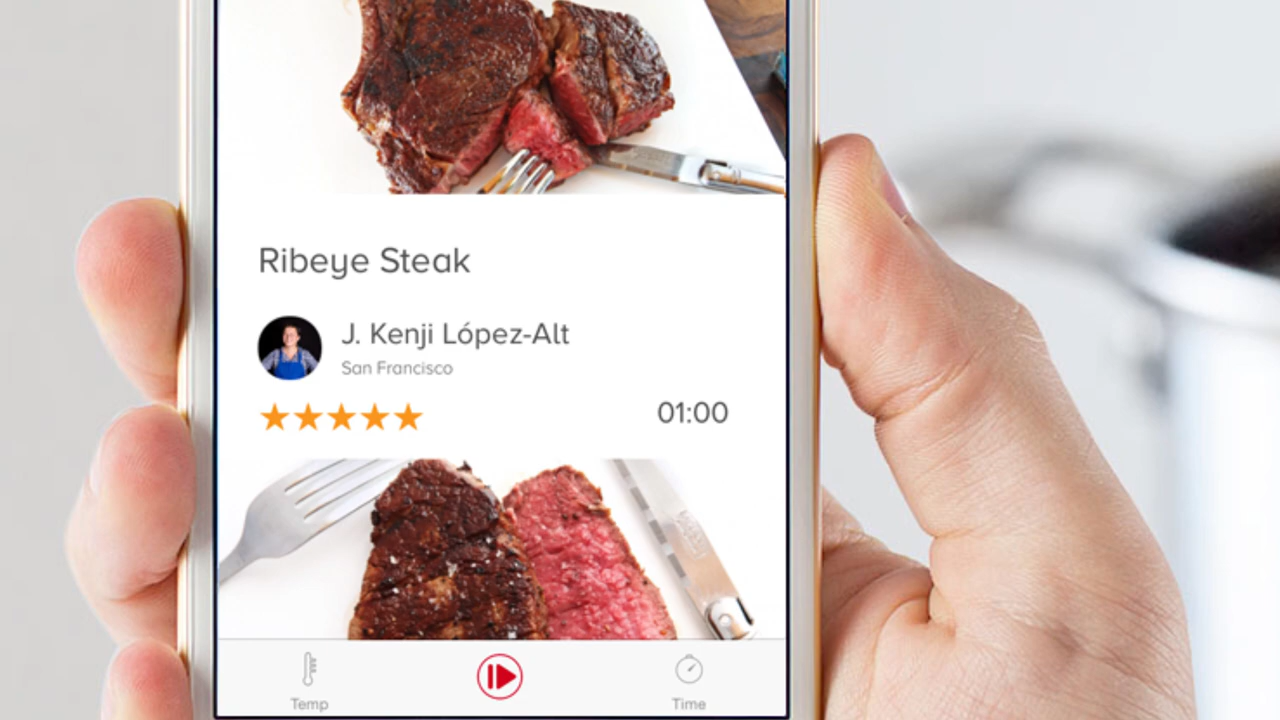 Ribeye Steak
J. Kenji López-Alt
San Francisco
01:00
Temp
Time